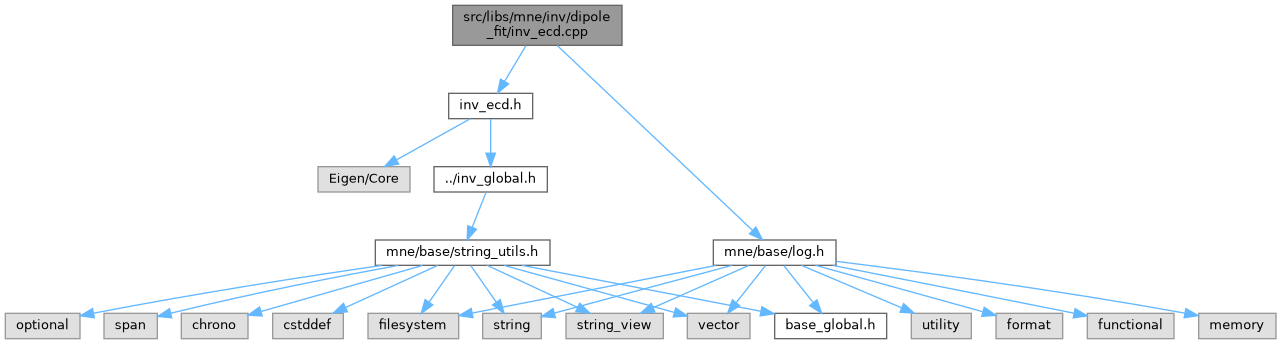 src/libs/mne/inv/dipole
_fit/inv_ecd.cpp
inv_ecd.h
Eigen/Core
../inv_global.h
mne/base/string_utils.h
mne/base/log.h
optional
span
chrono
cstddef
filesystem
string
string_view
vector
base_global.h
utility
format
functional
memory